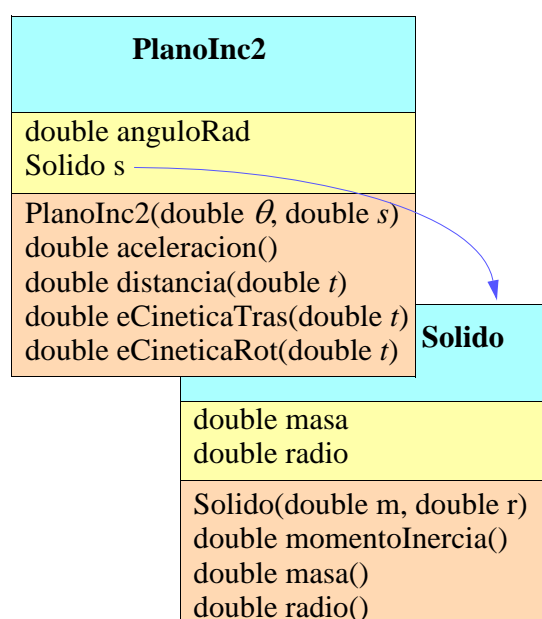 PlanoInc2
double anguloRad
Solido s
PlanoInc2(double θ, double s)
double aceleracion()
double distancia(double t)
double eCineticaTras(double t)
double eCineticaRot(double t)
Solido
double masa
double radio
Solido(double m, double r)
double momentoInercia()
double masa()
double radio()